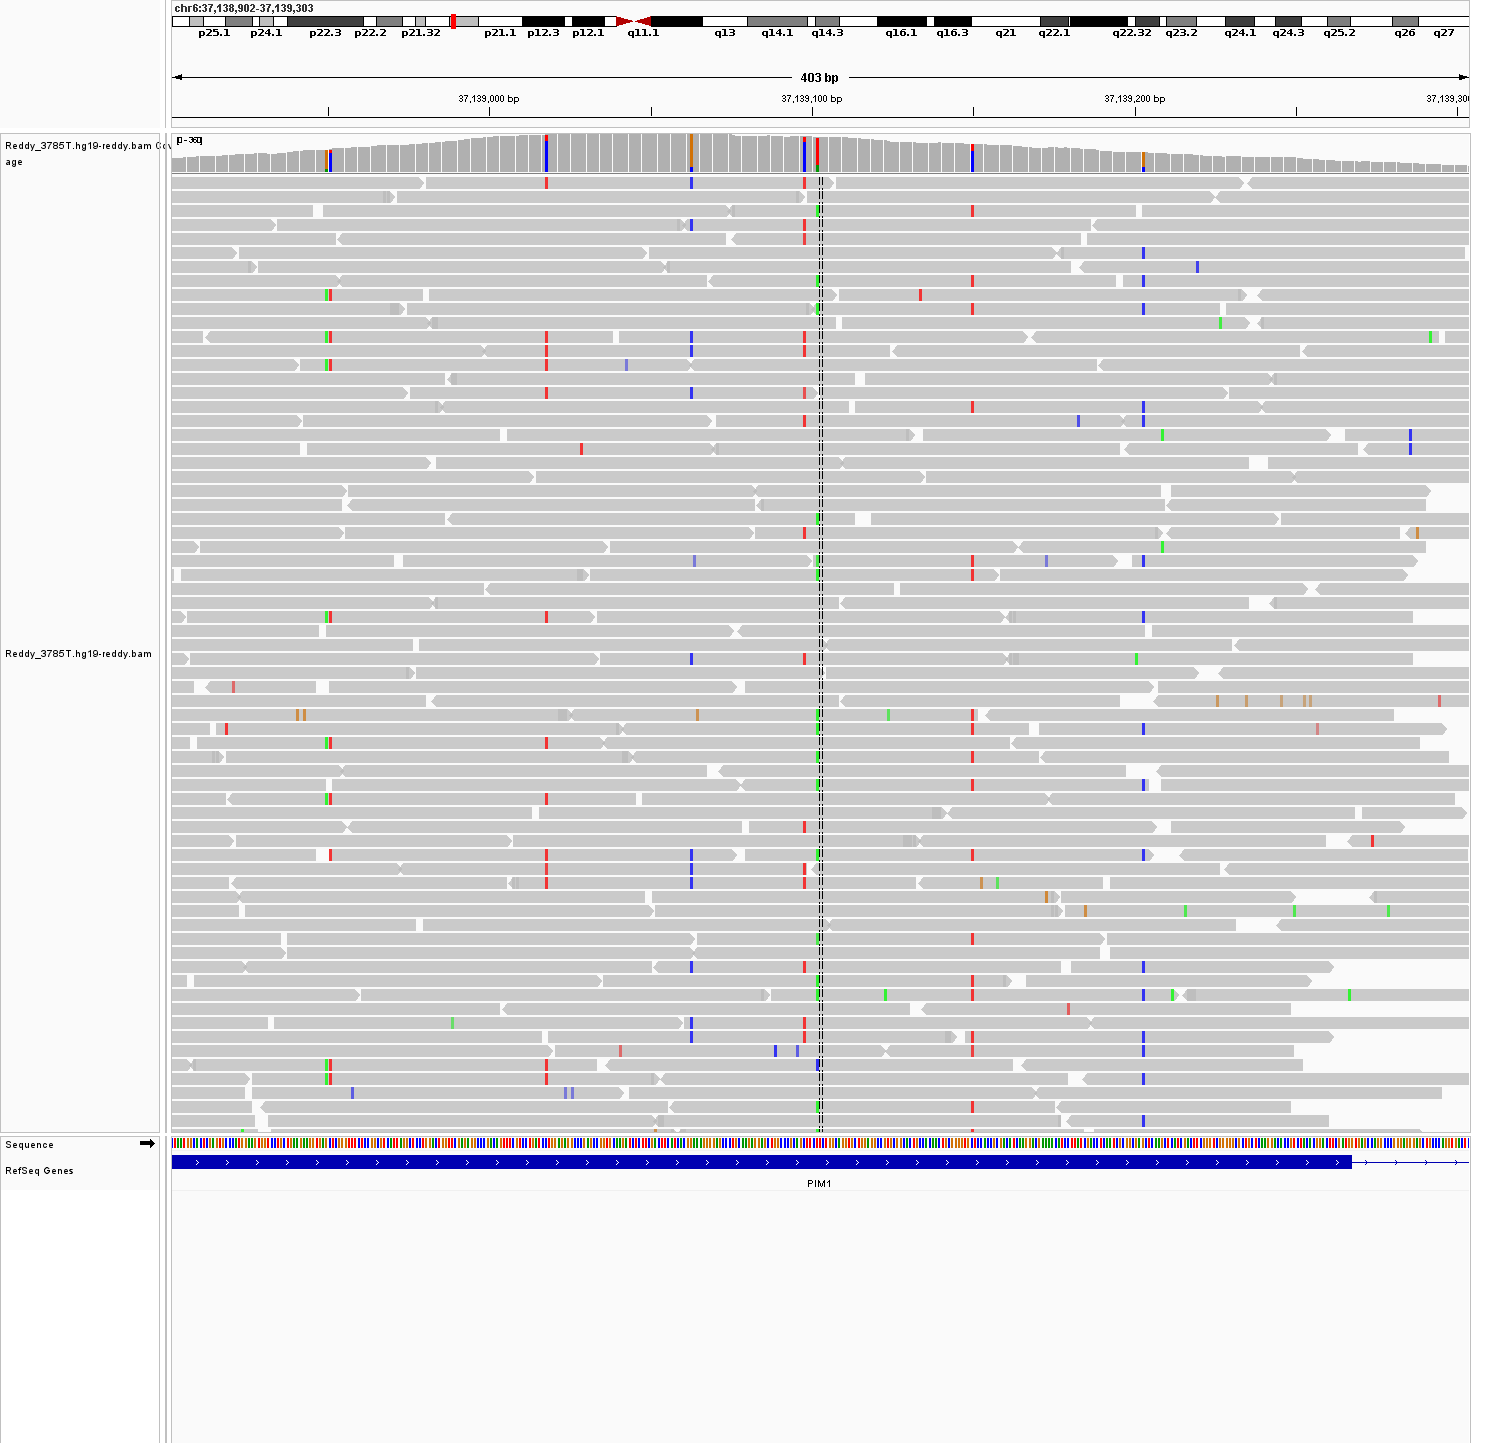 chr6:37,138,902-37,139,303
p25.1 p24.1 p22.3 p22.2 p21.32 p21.1 p12.3 p12.1 q11.1 q13 q14.1 q14.3 q16.1 q16.3 q21 q22.1 q22.32 q23.2 q24.1 q24.3 q25.2 q26 q27
403 bp
37,139,000 bp 37,139,100 bp 37,139,200 bp 37,139,300
Reddy_3785T.hg19-reddy.bam Cov
age
[0-360]
Reddy_3785T.hg19-reddy.bam
Sequence
RefSeq Genes
PIM1